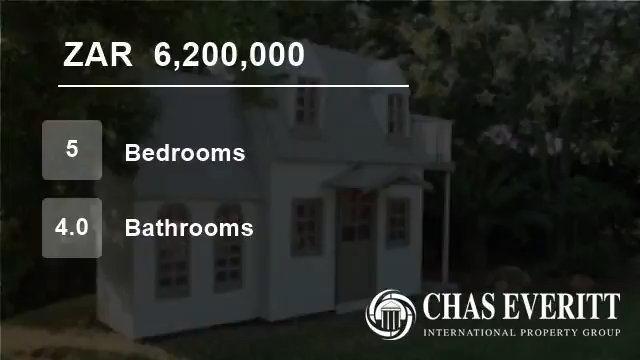 ZAR 6,200,000
5 Bedrooms
4.0 Bathrooms
CHAS EVERITT
INTERNATIONAL PROPERTY GROUP